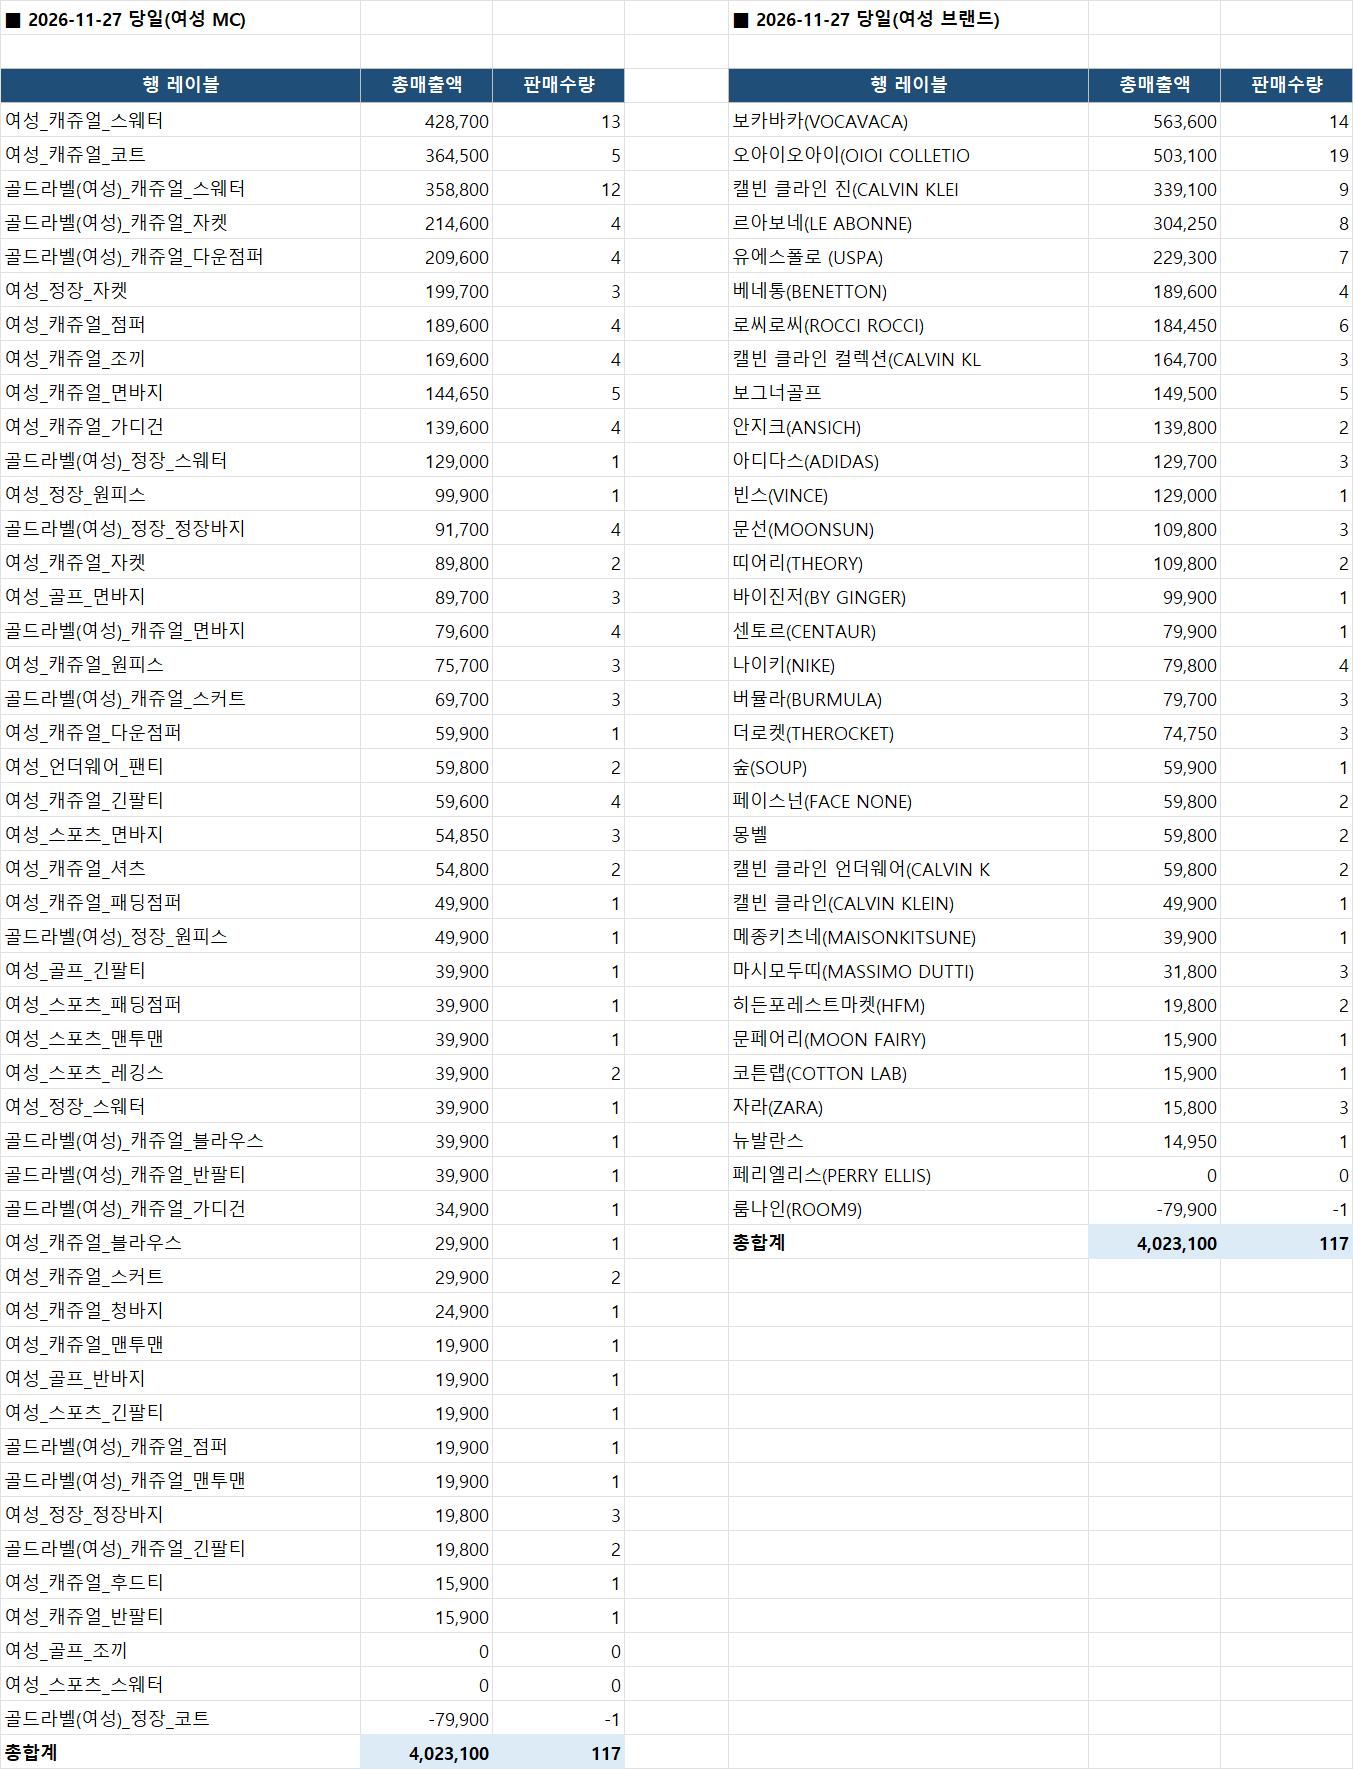 ■ 2026-11-27 당일(여성 MC)
행 레이블 총매출액 판매수량
여성_캐쥬얼_스웨터 428,700 13
여성_캐쥬얼_코트 364,500 5
골드라벨(여성)_캐쥬얼_스웨터 358,800 12
골드라벨(여성)_캐쥬얼_자켓 214,600 4
골드라벨(여성)_캐쥬얼_다운점퍼 209,600 4
여성_정장_자켓 199,700 3
여성_캐쥬얼_점퍼 189,600 4
여성_캐쥬얼_조끼 169,600 4
여성_캐쥬얼_면바지 144,650 5
여성_캐쥬얼_가디건 139,600 4
골드라벨(여성)_정장_스웨터 129,000 1
여성_정장_원피스 99,900 1
골드라벨(여성)_정장_정장바지 91,700 4
여성_캐쥬얼_자켓 89,800 2
여성_골프_면바지 89,700 3
골드라벨(여성)_캐쥬얼_면바지 79,600 4
여성_캐쥬얼_원피스 75,700 3
골드라벨(여성)_캐쥬얼_스커트 69,700 3
여성_캐쥬얼_다운점퍼 59,900 1
여성_언더웨어_팬티 59,800 2
여성_캐쥬얼_긴팔티 59,600 4
여성_스포츠_면바지 54,850 3
여성_캐쥬얼_셔츠 54,800 2
여성_캐쥬얼_패딩점퍼 49,900 1
골드라벨(여성)_정장_원피스 49,900 1
여성_골프_긴팔티 39,900 1
여성_스포츠_패딩점퍼 39,900 1
여성_스포츠_맨투맨 39,900 1
여성_스포츠_레깅스 39,900 2
여성_정장_스웨터 39,900 1
골드라벨(여성)_캐쥬얼_블라우스 39,900 1
골드라벨(여성)_캐쥬얼_반팔티 39,900 1
골드라벨(여성)_캐쥬얼_가디건 34,900 1
여성_캐쥬얼_블라우스 29,900 1
여성_캐쥬얼_스커트 29,900 2
여성_캐쥬얼_청바지 24,900 1
여성_캐쥬얼_맨투맨 19,900 1
여성_골프_반바지 19,900 1
여성_스포츠_긴팔티 19,900 1
골드라벨(여성)_캐쥬얼_점퍼 19,900 1
골드라벨(여성)_캐쥬얼_맨투맨 19,900 1
여성_정장_정장바지 19,800 3
골드라벨(여성)_캐쥬얼_긴팔티 19,800 2
여성_캐쥬얼_후드티 15,900 1
여성_캐쥬얼_반팔티 15,900 1
여성_골프_조끼 0 0
여성_스포츠_스웨터 0 0
골드라벨(여성)_정장_코트 -79,900 -1
총합계 4,023,100 117
■ 2026-11-27 당일(여성 브랜드)
행 레이블 총매출액 판매수량
보카바카(VOCAVACA) 563,600 14
오아이오아이(OIOI COLLETIO 503,100 19
캘빈 클라인 진(CALVIN KLEI 339,100 9
르아보네(LE ABONNE) 304,250 8
유에스폴로 (USPA) 229,300 7
베네통(BENETTON) 189,600 4
로씨로씨(ROCCI ROCCI) 184,450 6
캘빈 클라인 컬렉션(CALVIN KL 164,700 3
보그너골프 149,500 5
안지크(ANSICH) 139,800 2
아디다스(ADIDAS) 129,700 3
빈스(VINCE) 129,000 1
문선(MOONSUN) 109,800 3
띠어리(THEORY) 109,800 2
바이진저(BY GINGER) 99,900 1
센토르(CENTAUR) 79,900 1
나이키(NIKE) 79,800 4
버뮬라(BURMULA) 79,700 3
더로켓(THEROCKET) 74,750 3
숲(SOUP) 59,900 1
페이스넌(FACE NONE) 59,800 2
몽벨 59,800 2
캘빈 클라인 언더웨어(CALVIN K 59,800 2
캘빈 클라인(CALVIN KLEIN) 49,900 1
메종키츠네(MAISONKITSUNE) 39,900 1
마시모두띠(MASSIMO DUTTI) 31,800 3
히든포레스트마켓(HFM) 19,800 2
문페어리(MOON FAIRY) 15,900 1
코튼랩(COTTON LAB) 15,900 1
자라(ZARA) 15,800 3
뉴발란스 14,950 1
페리엘리스(PERRY ELLIS) 0 0
룸나인(ROOM9) -79,900 -1
총합계 4,023,100 117